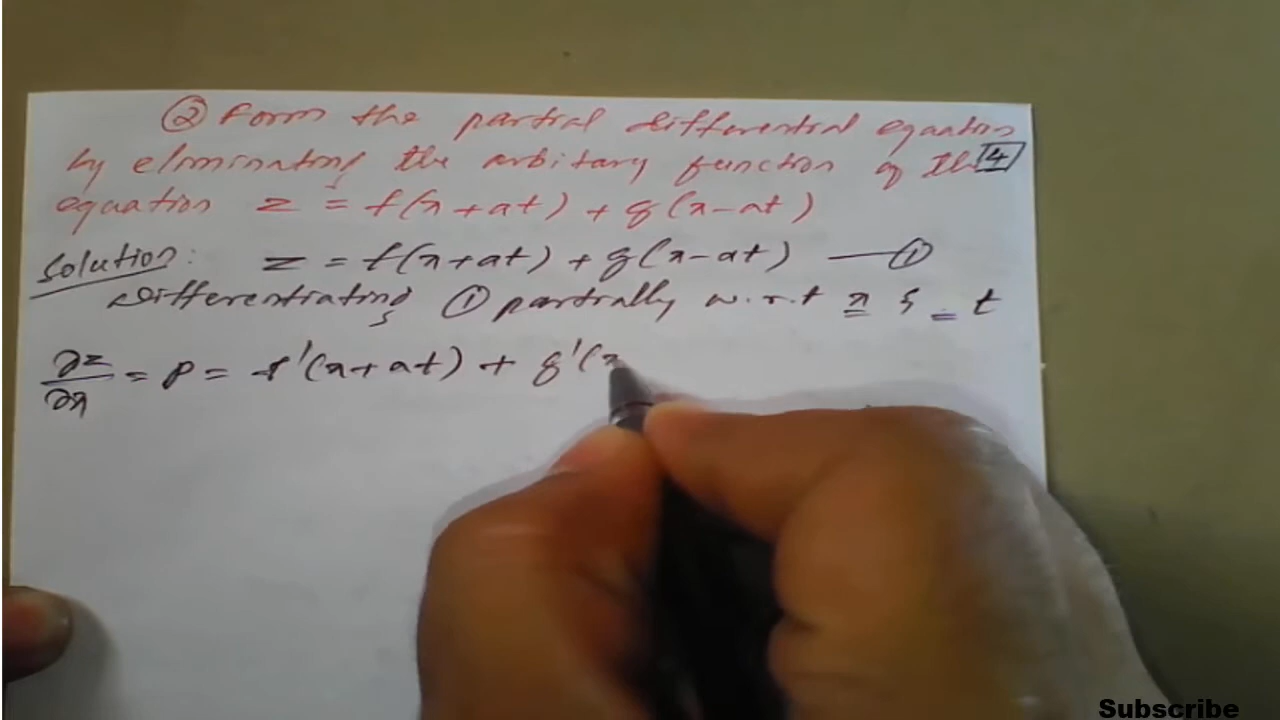 ② Form the partial differential equation
by eliminating the arbitary function of the 4
equation z = f(x+at) + g(x-at)
Solution: z = f(x+at) + g(x-at) —①
Differentiating ① partially w.r.t x & t
∂z/∂x = p = f'(x+at) + g'(x
Subscribe